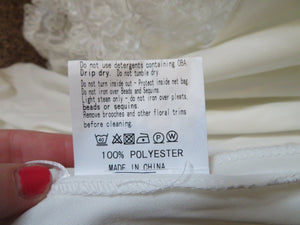 Do not use detergents containing OBA
Drip dry. Do not tumble dry
Do not turn inside out - Protect inside net bag
Do not iron over Beads and Sequins.
Light steam only - do not iron over pleats,
beads or sequins.
Remove brooches and other floral trims
before cleaning.
100% POLYESTER
MADE IN CHINA